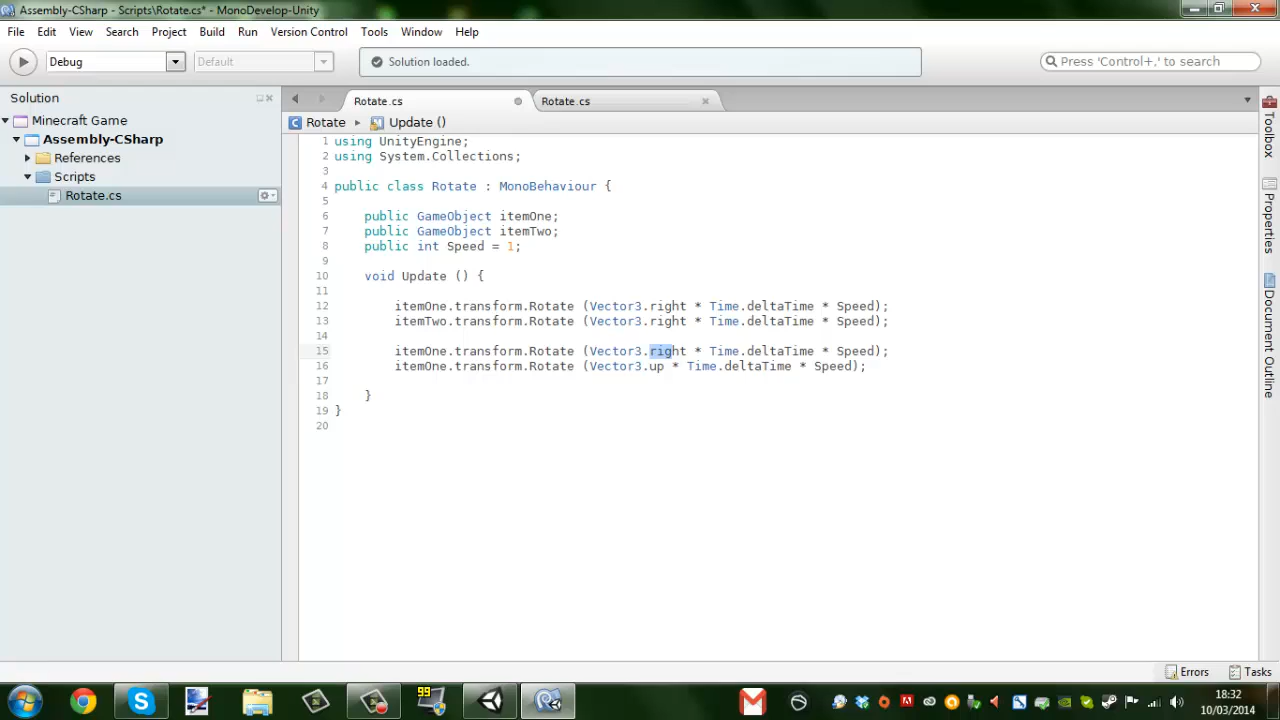 Assembly-CSharp - Scripts\Rotate.cs* - MonoDevelop-Unity
File Edit View Search Project Build Run Version Control Tools Window Help
Debug Default Solution loaded. Press 'Control+,' to search
Solution Rotate.cs Rotate.cs
Minecraft Game Rotate Update ()
Assembly-CSharp
References
Scripts
Rotate.cs
1 using UnityEngine;
2 using System.Collections;
3
4 public class Rotate : MonoBehaviour {
5
6 public GameObject itemOne;
7 public GameObject itemTwo;
8 public int Speed = 1;
9
10 void Update () {
11
12 itemOne.transform.Rotate (Vector3.right * Time.deltaTime * Speed);
13 itemTwo.transform.Rotate (Vector3.right * Time.deltaTime * Speed);
14
15 itemOne.transform.Rotate (Vector3.right * Time.deltaTime * Speed);
16 itemOne.transform.Rotate (Vector3.up * Time.deltaTime * Speed);
17
18 }
19 }
20
Toolbox
Properties
Document Outline
Errors Tasks
99
18:32
10/03/2014